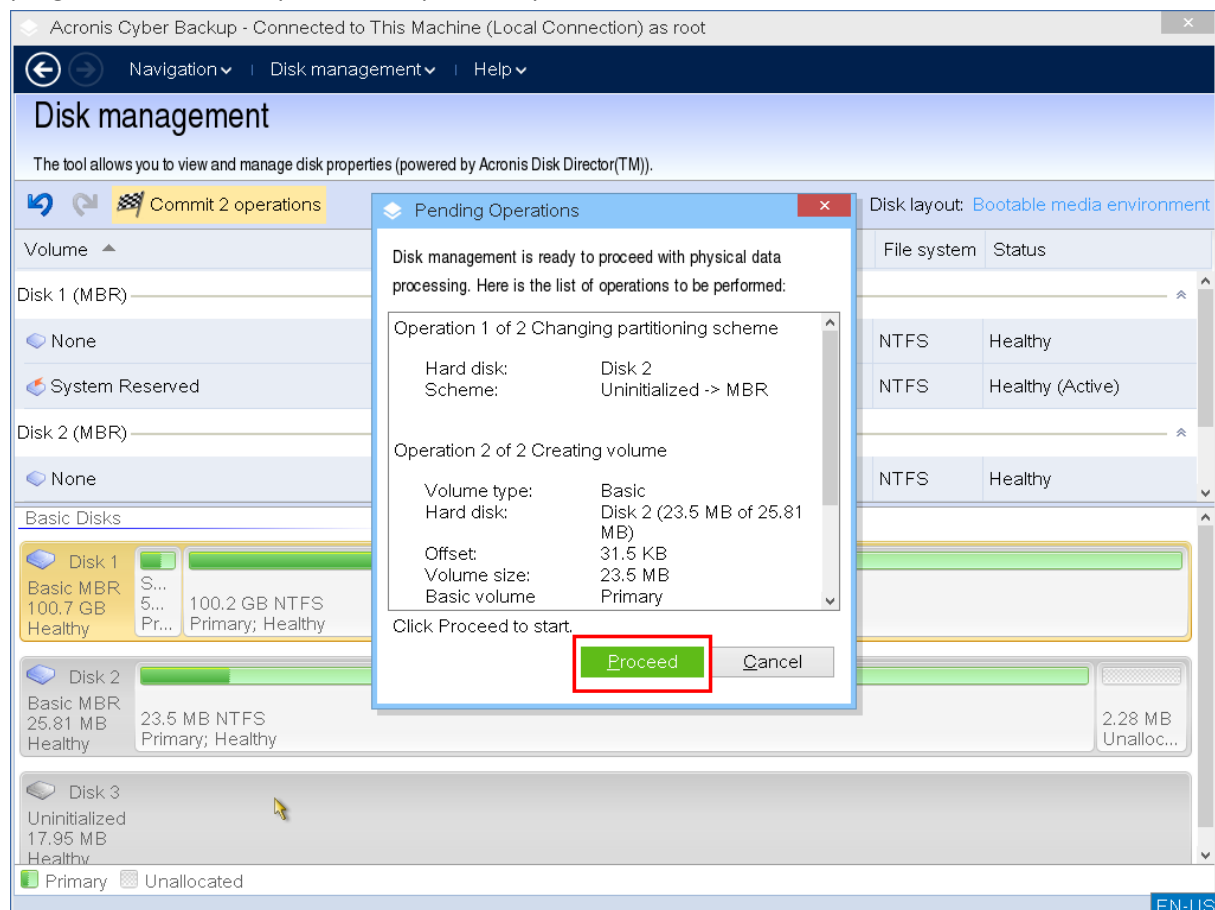 Acronis Cyber Backup - Connected to This Machine (Local Connection) as root
Navigation
Disk management
Help
Disk management
The tool allows you to view and manage disk properties (powered by Acronis Disk Director(TM)).
Commit 2 operations
Disk layout: Bootable media environment
Volume
File system
Status
Disk 1 (MBR)
None
NTFS
Healthy
System Reserved
NTFS
Healthy (Active)
Disk 2 (MBR)
None
NTFS
Healthy
Pending Operations
Disk management is ready to proceed with physical data
processing. Here is the list of operations to be performed:
Operation 1 of 2 Changing partitioning scheme
Hard disk: Disk 2
Scheme: Uninitialized -> MBR
Operation 2 of 2 Creating volume
Volume type: Basic
Hard disk: Disk 2 (23.5 MB of 25.81
MB)
Offset: 31.5 KB
Volume size: 23.5 MB
Basic volume Primary
Click Proceed to start.
Proceed
Cancel
Basic Disks
Disk 1
Basic MBR
100.7 GB
Healthy
S...
5...
Pr...
100.2 GB NTFS
Primary; Healthy
Disk 2
Basic MBR
25.81 MB
Healthy
23.5 MB NTFS
Primary; Healthy
2.28 MB
Unalloc...
Disk 3
Uninitialized
17.95 MB
Healthy
Primary
Unallocated
EN-US